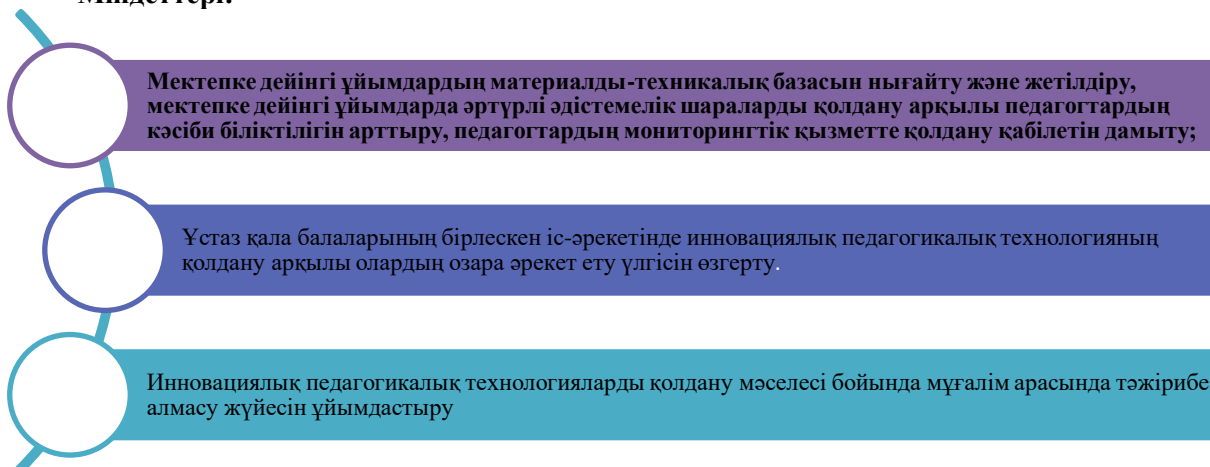 Міндеттері:
Мектепке дейінгі ұйымдардың материалды-техникалық базасын нығайту және жетілдіру,
мектепке дейінгі ұйымдарда әртүрлі әдістемелік шараларды қолдану арқылы педагогтардың
кәсіби біліктілігін арттыру, педагогтардың мониторингтік қызметте қолдану қабілетін дамыту;
Ұстаз қала балаларының бірлескен іс-әрекетінде инновациялық педагогикалық технологияның
қолдану арқылы олардың озара әрекет ету үлгісін өзгерту.
Инновациялық педагогикалық технологияларды қолдану мәселесі бойында мұғалім арасында тәжірибе
алмасу жүйесін ұйымдастыру